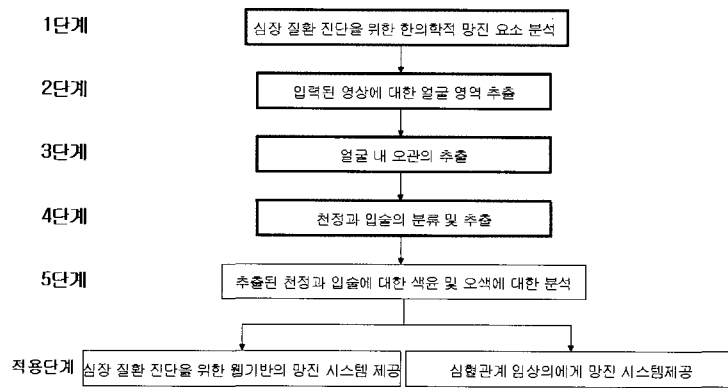 1단계
심장 질환 진단을 위한 한의학적 망진 요소 분석
2단계
입력된 영상에 대한 얼굴 영역 추출
3단계
얼굴 내 오관의 추출
4단계
천정과 입술의 분류 및 추출
5단계
추출된 천정과 입술에 대한 색윤 및 오색에 대한 분석
적용단계
심장 질환 진단을 위한 웹기반의 망진 시스템 제공
심혈관계 임상의에게 망진 시스템제공